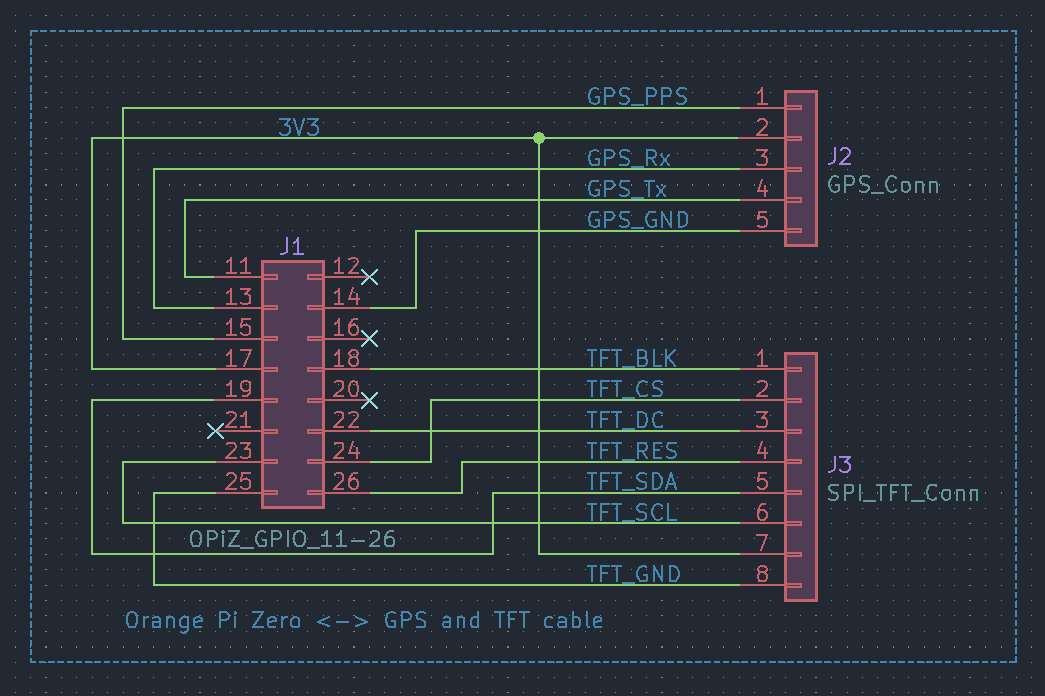 GPS_PPS 1
3V3 2
GPS_Rx 3
J2
GPS_Tx 4
GPS_Conn
GPS_GND 5
J1
11 12
13 14
15 16
17 18
19 20
21 22
23 24
25 26
OPiZ_GPIO_11-26
TFT_BLK 1
TFT_CS 2
TFT_DC 3
TFT_RES 4
J3
TFT_SDA 5
SPI_TFT_Conn
TFT_SCL 6
7
TFT_GND 8
Orange Pi Zero <-> GPS and TFT cable